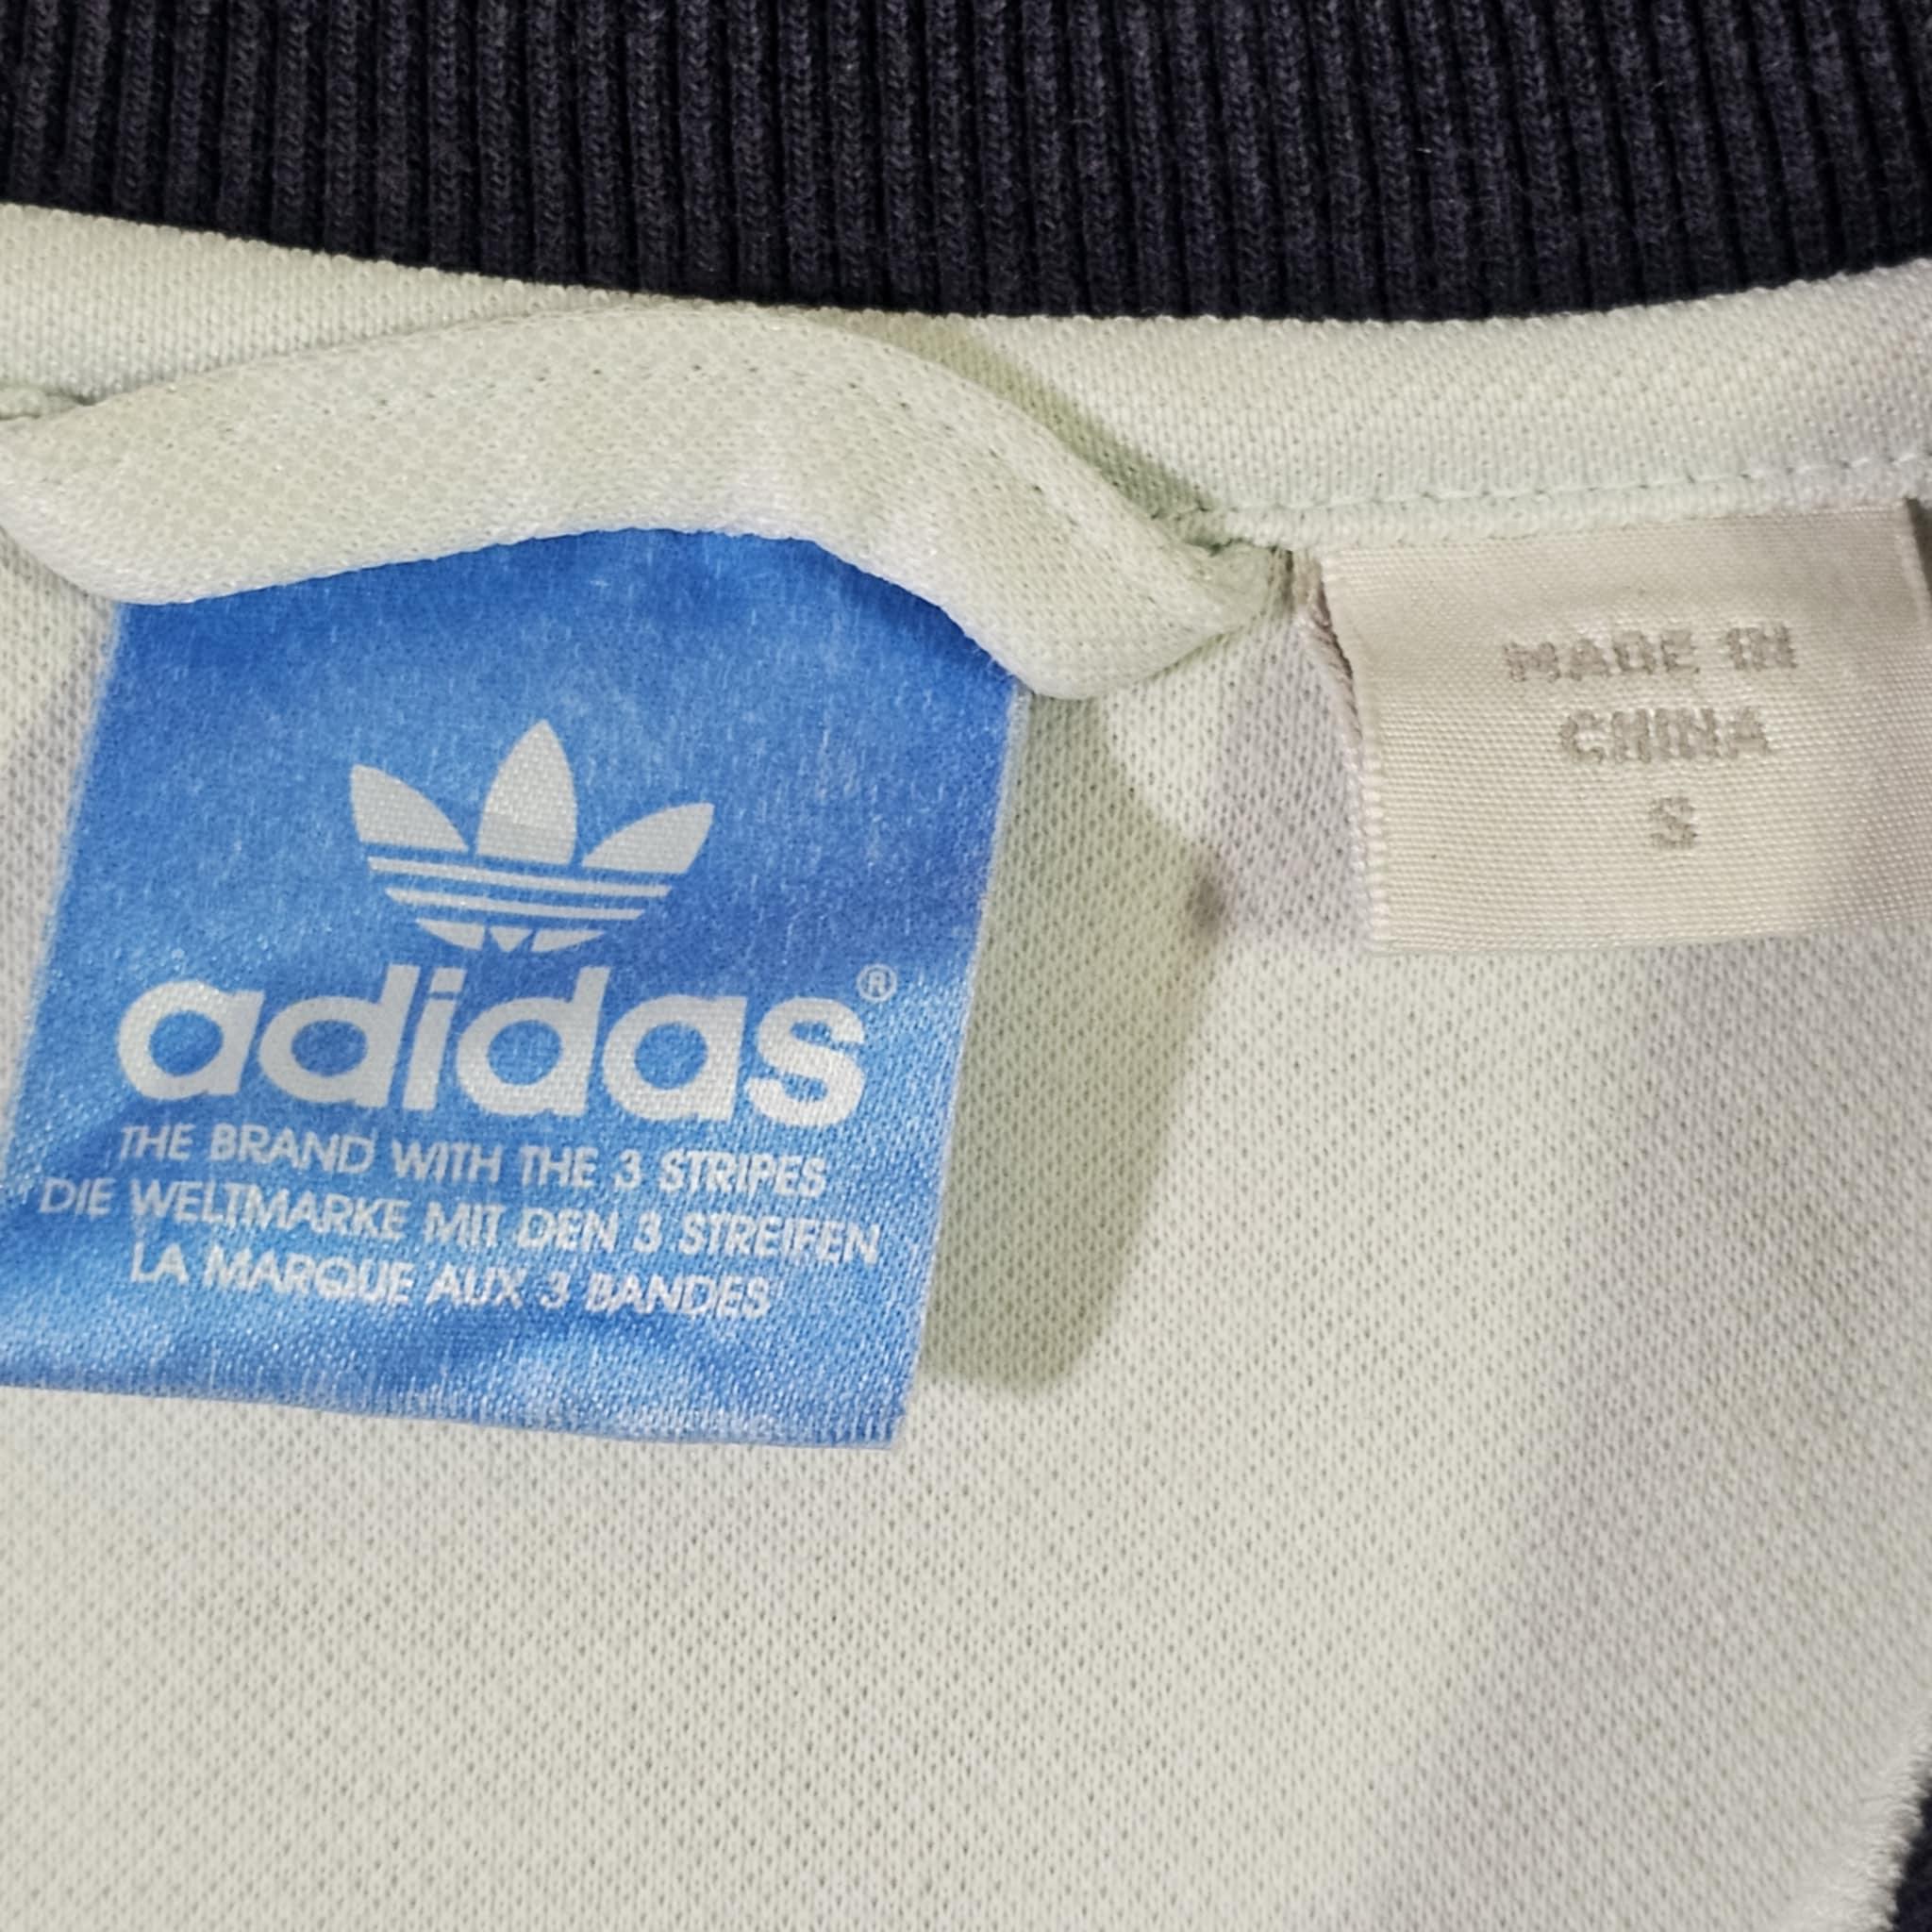 adidas®
THE BRAND WITH THE 3 STRIPES
DIE WELTMARKE MIT DEN 3 STREIFEN
LA MARQUE AUX 3 BANDES
MADE IN
CHINA
S